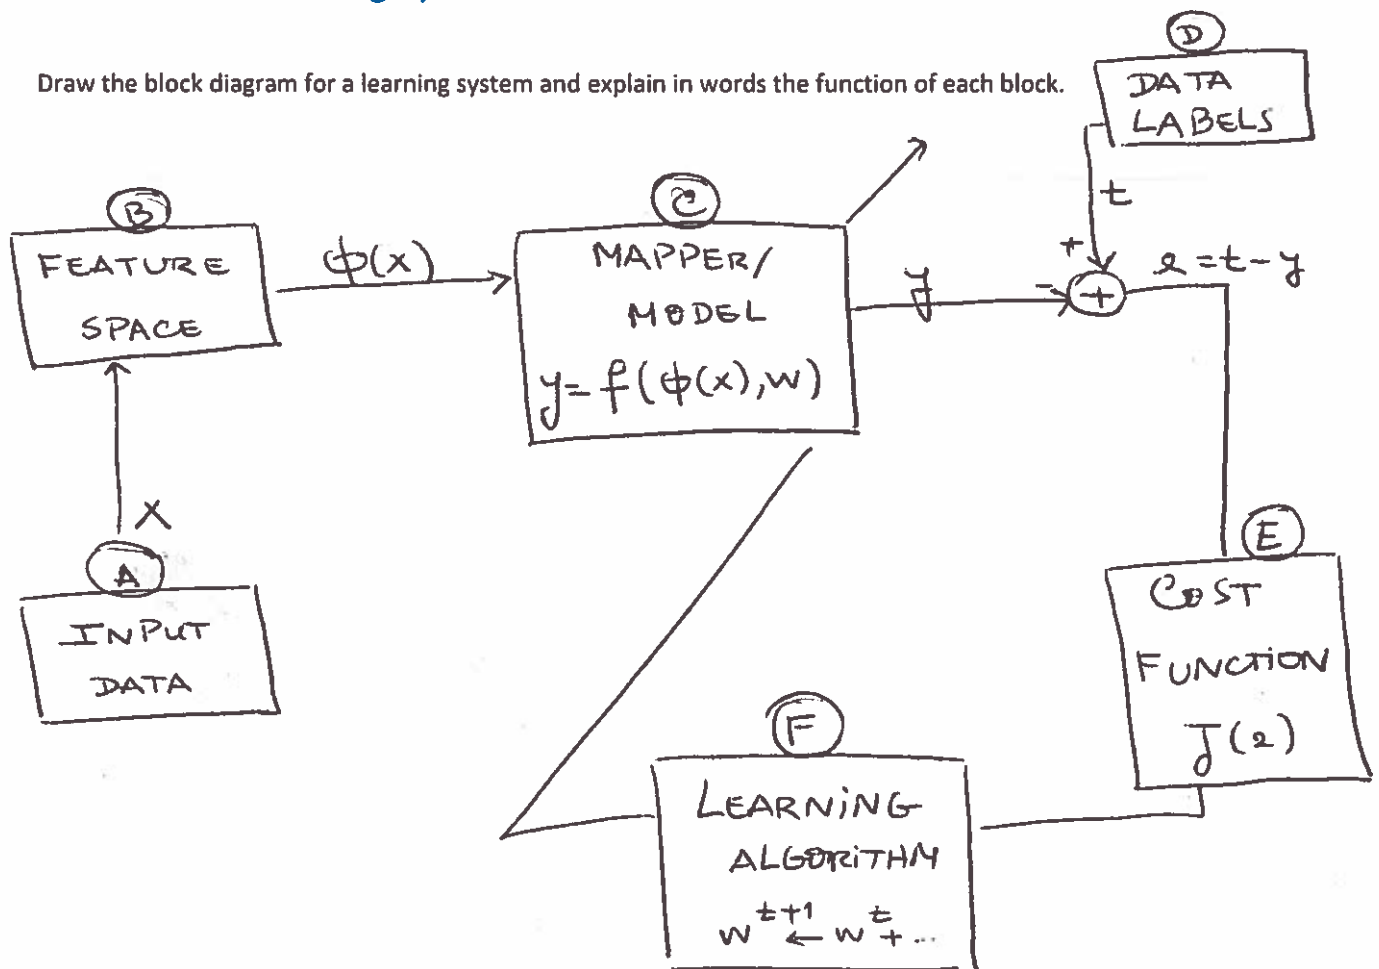 Draw the block diagram for a learning system and explain in words the function of each block.
D
DATA
LABELS
t
B
FEATURE
SPACE
ϕ(x)
C
MAPPER/
MODEL
y=f(ϕ(x),w)
y
+
-
+
e=t-y
X
A
INPUT
DATA
E
COST
FUNCTION
J(e)
F
LEARNING
ALGORITHM
w^{t+1} ← w^t + ...